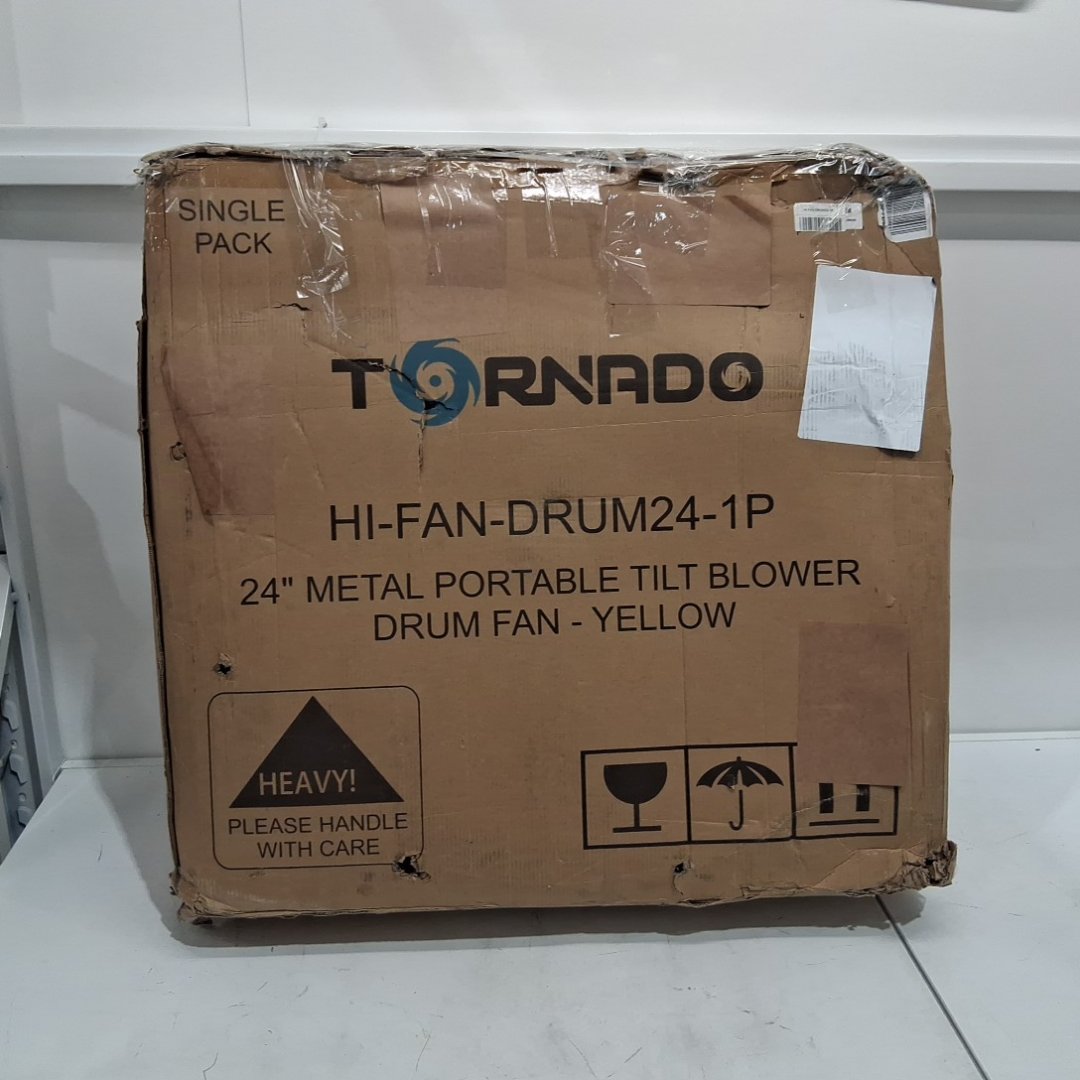 SINGLE
PACK
TORNADO
HI-FAN-DRUM24-1P
24" METAL PORTABLE TILT BLOWER
DRUM FAN - YELLOW
HEAVY!
PLEASE HANDLE
WITH CARE